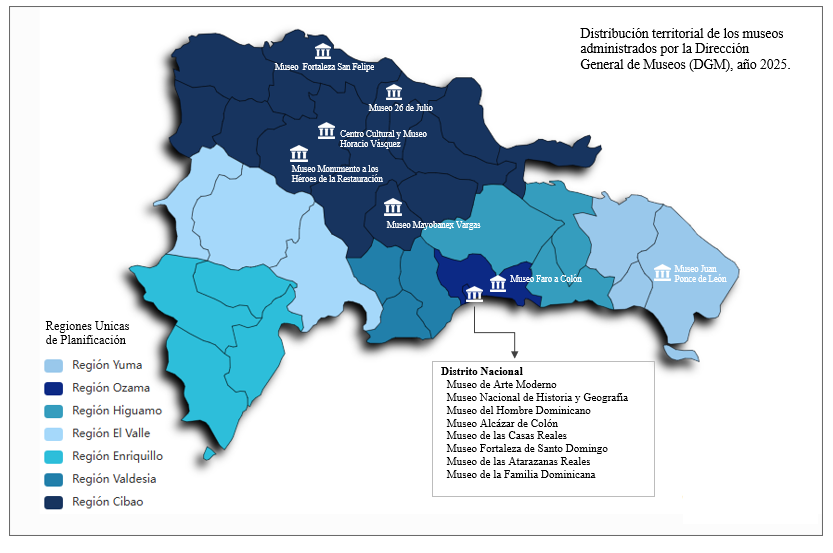 Distribución territorial de los museos
administrados por la Dirección
General de Museos (DGM), año 2025.
Museo Fortaleza San Felipe
Museo 26 de Julio
Centro Cultural y Museo
Horacio Vásquez
Museo Monumento a los
Héroes de la Restauración
Museo Mayobanex Vargas
Museo Juan
Ponce de León
Museo Faro a Colón
Regiones Unicas
de Planificación
Región Yuma
Región Ozama
Región Higuamo
Región El Valle
Región Enriquillo
Región Valdesia
Región Cibao
Distrito Nacional
Museo de Arte Moderno
Museo Nacional de Historia y Geografía
Museo del Hombre Dominicano
Museo Alcázar de Colón
Museo de las Casas Reales
Museo Fortaleza de Santo Domingo
Museo de las Atarazanas Reales
Museo de la Familia Dominicana